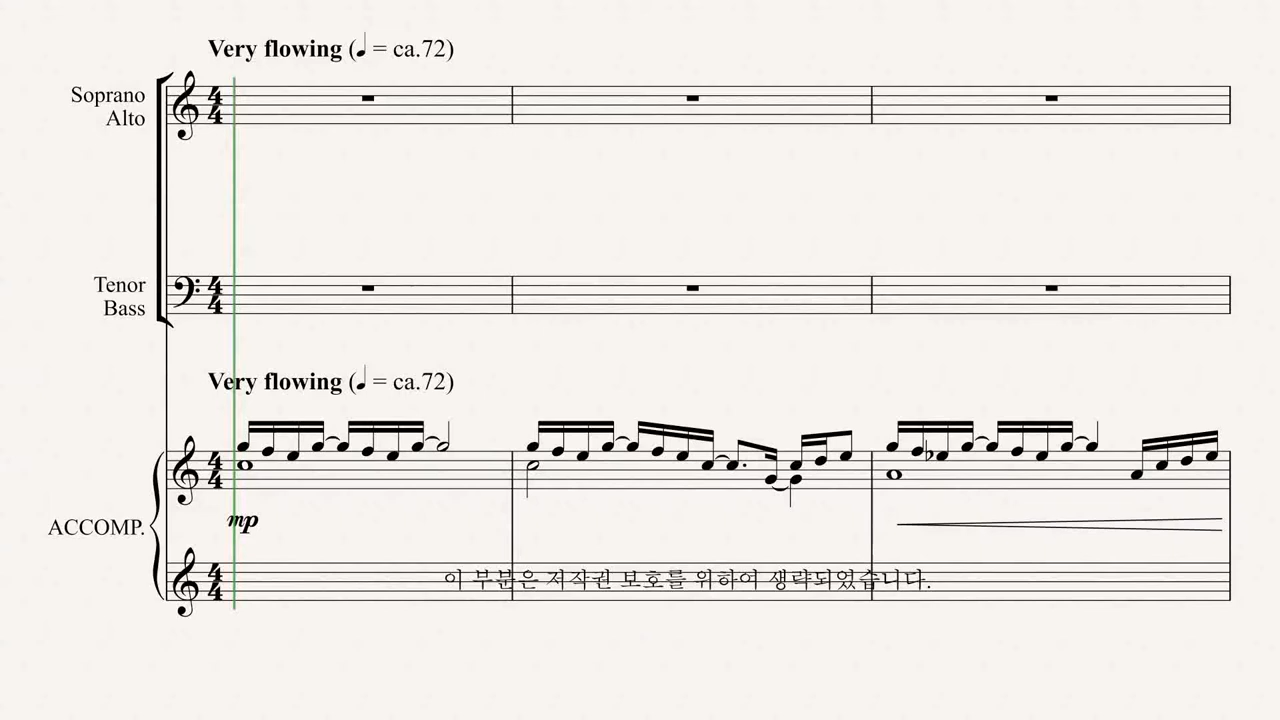 Very flowing (♩ = ca.72)
Soprano
Alto
Tenor
Bass
Very flowing (♩ = ca.72)
mp
ACCOMP.
이 부분은 저작권 보호를 위하여 생략되었습니다.